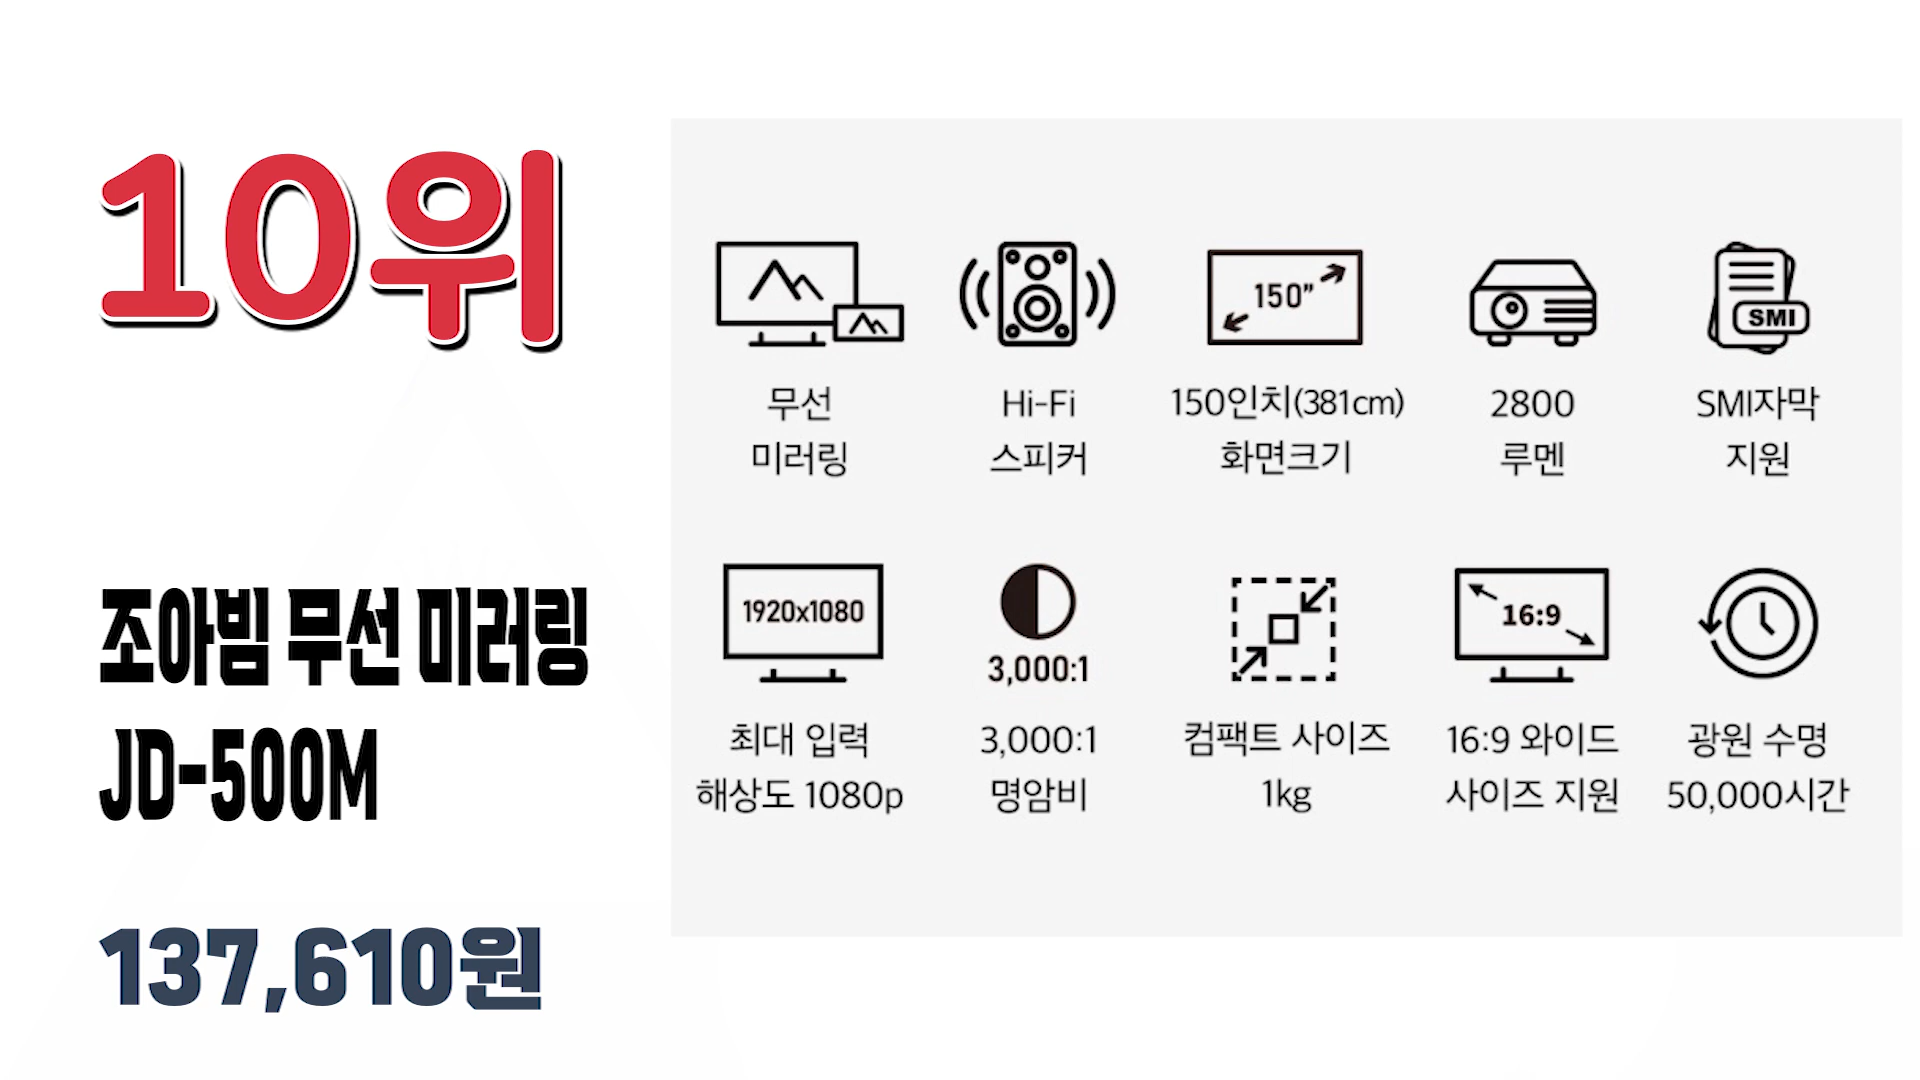 10위
조아빔 무선 미러링
JD-500M
137,610원
150”
SMI
무선
미러링
Hi-Fi
스피커
150인치(381cm)
화면크기
2800
루멘
SMI자막
지원
1920x1080
3,000:1
16:9
최대 입력
해상도 1080p
3,000:1
명암비
컴팩트 사이즈
1kg
16:9 와이드
사이즈 지원
광원 수명
50,000시간